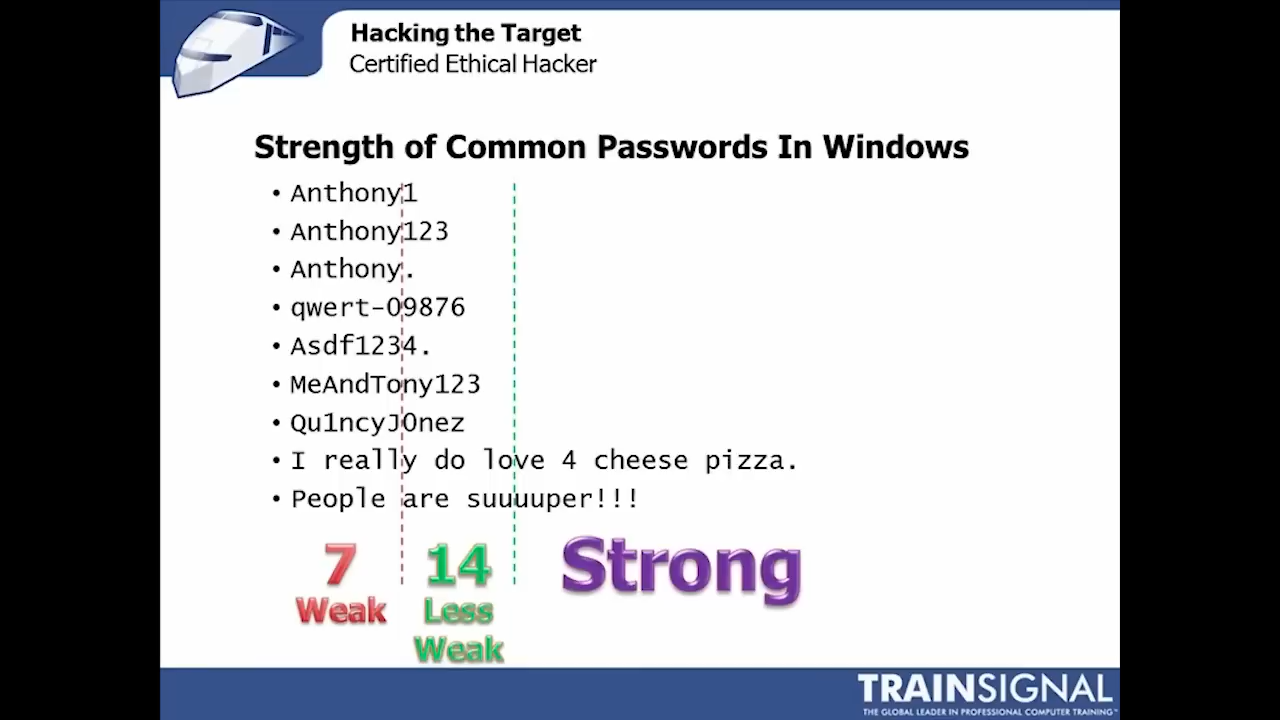 Hacking the Target
Certified Ethical Hacker
Strength of Common Passwords In Windows
• Anthony1
• Anthony123
• Anthony.
• qwert-09876
• Asdf1234.
• MeAndTony123
• Qu1ncyJ0nez
• I really do love 4 cheese pizza.
• People are suuuuper!!!
7
Weak
14
Less
Weak
Strong
TRAINSIGNAL
THE GLOBAL LEADER IN PROFESSIONAL COMPUTER TRAINING™